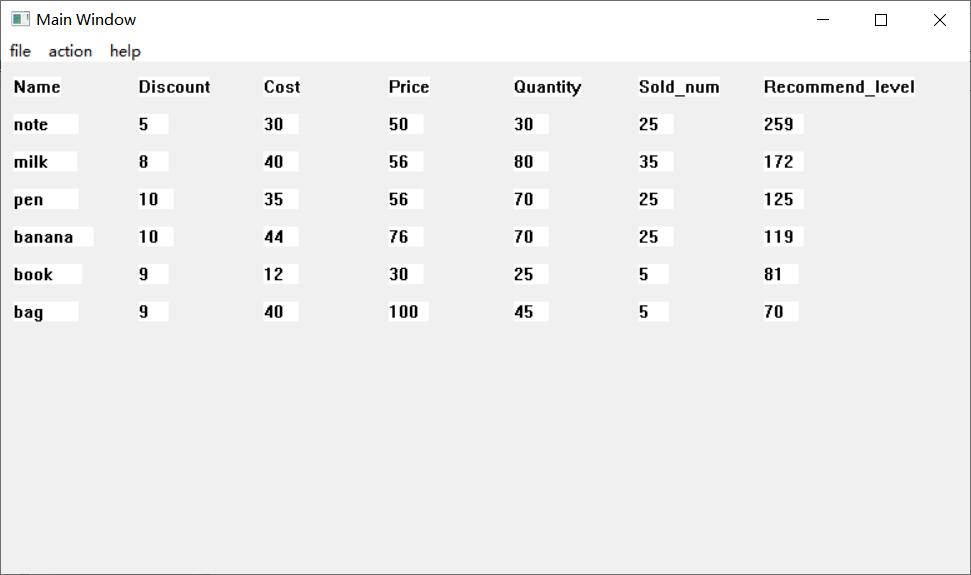 Main Window
file action help
Name Discount Cost Price Quantity Sold_num Recommend_level
note 5 30 50 30 25 259
milk 8 40 56 80 35 172
pen 10 35 56 70 25 125
banana 10 44 76 70 25 119
book 9 12 30 25 5 81
bag 9 40 100 45 5 70